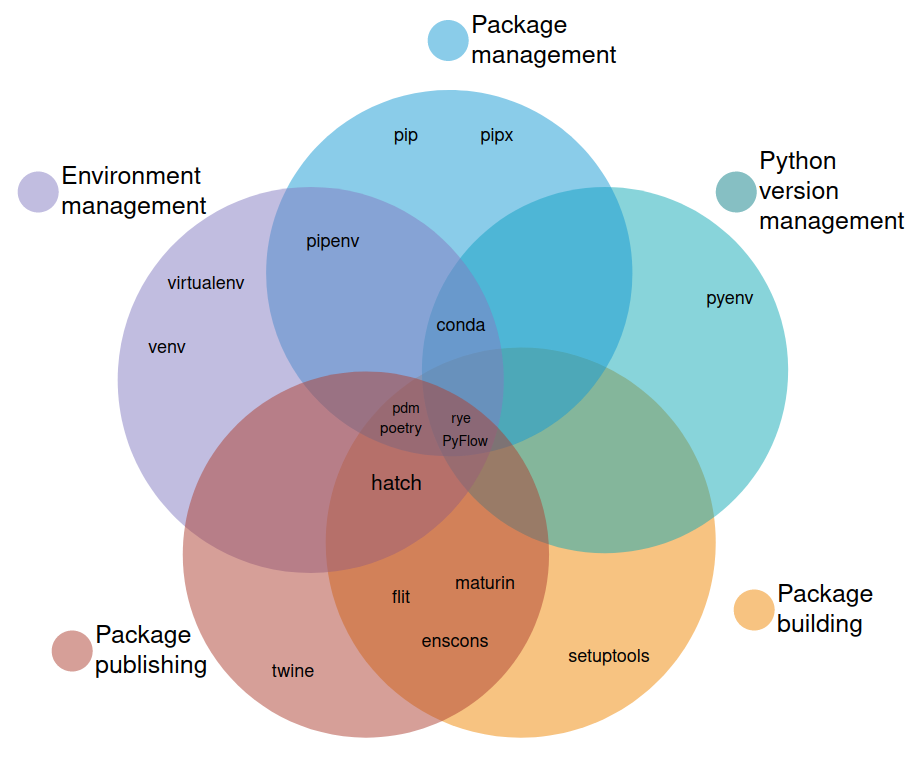 Package
management
Python
version
management
Environment
management
pip
pipx
pipenv
virtualenv
pyenv
conda
venv
pdm
poetry
rye
PyFlow
hatch
flit
maturin
enscons
setuptools
twine
Package
building
Package
publishing